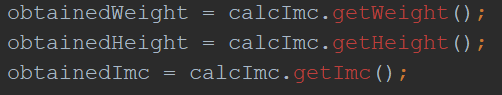 obtainedWeight = calcImc.getWeight();
obtainedHeight = calcImc.getHeight();
obtainedImc = calcImc.getImc();